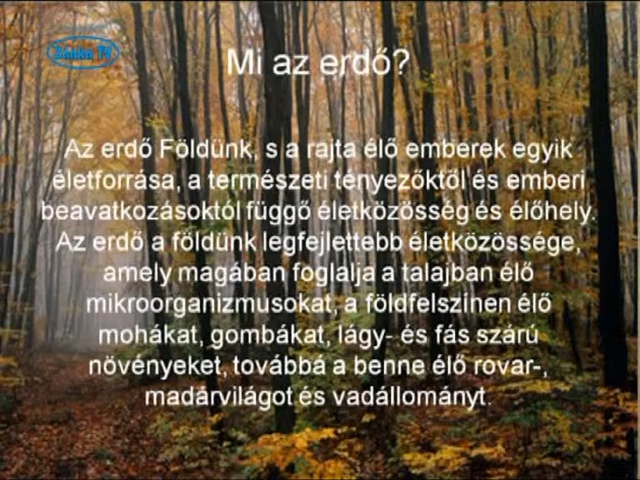 Sánka TV
Mi az erdő?
Az erdő Földünk, s a rajta élő emberek egyik
életforrása, a természeti tényezőktől és emberi
beavatkozásoktól függő életközösség és élőhely.
Az erdő a földünk legfejlettebb életközössége,
amely magában foglalja a talajban élő
mikroorganizmusokat, a földfelszínen élő
mohákat, gombákat, lágy- és fás szárú
növényeket, továbbá a benne élő rovar-,
madárvilágot és vadállományt.